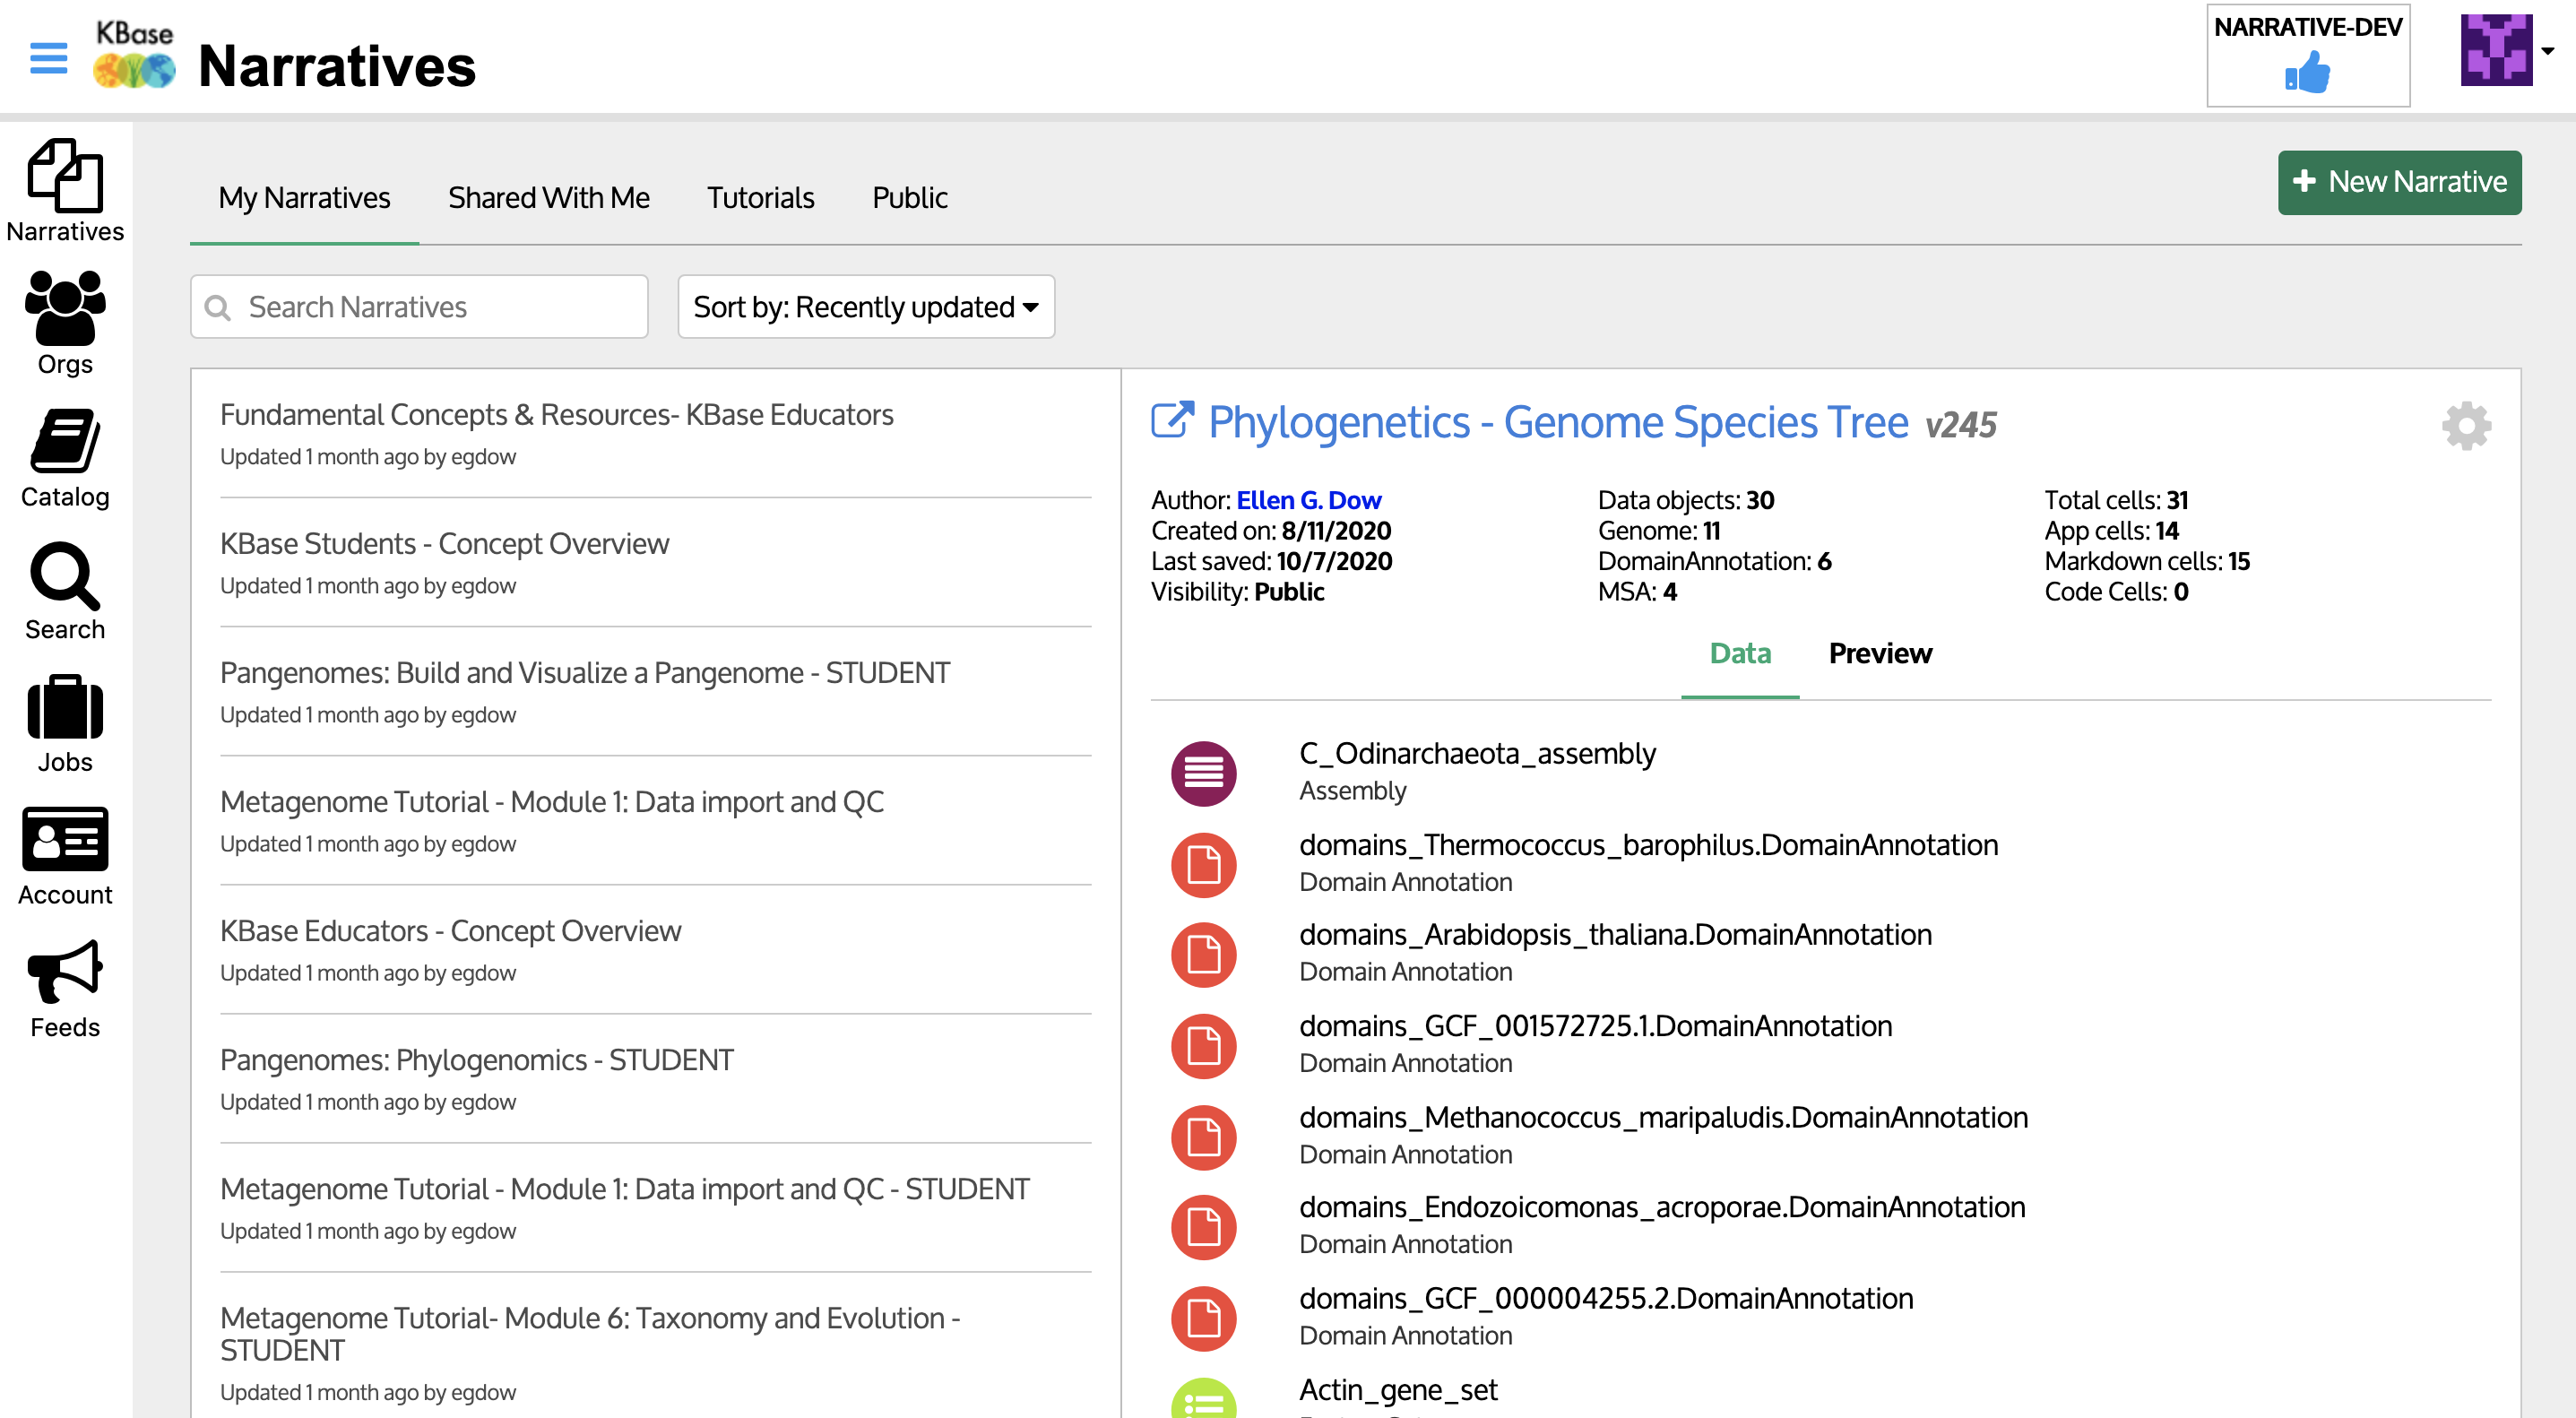 KBase
Narratives
NARRATIVE-DEV
Narratives
Orgs
Catalog
Search
Jobs
Account
Feeds
My Narratives
Shared With Me
Tutorials
Public
+ New Narrative
Search Narratives
Sort by: Recently updated
Fundamental Concepts & Resources- KBase Educators
Updated 1 month ago by egdow
KBase Students - Concept Overview
Updated 1 month ago by egdow
Pangenomes: Build and Visualize a Pangenome - STUDENT
Updated 1 month ago by egdow
Metagenome Tutorial - Module 1: Data import and QC
Updated 1 month ago by egdow
KBase Educators - Concept Overview
Updated 1 month ago by egdow
Pangenomes: Phylogenomics - STUDENT
Updated 1 month ago by egdow
Metagenome Tutorial - Module 1: Data import and QC - STUDENT
Updated 1 month ago by egdow
Metagenome Tutorial- Module 6: Taxonomy and Evolution -
STUDENT
Updated 1 month ago by egdow
Phylogenetics - Genome Species Tree v245
Author: Ellen G. Dow
Created on: 8/11/2020
Last saved: 10/7/2020
Visibility: Public
Data objects: 30
Genome: 11
DomainAnnotation: 6
MSA: 4
Total cells: 31
App cells: 14
Markdown cells: 15
Code Cells: 0
Data
Preview
C_Odinarchaeota_assembly
Assembly
domains_Thermococcus_barophilus.DomainAnnotation
Domain Annotation
domains_Arabidopsis_thaliana.DomainAnnotation
Domain Annotation
domains_GCF_001572725.1.DomainAnnotation
Domain Annotation
domains_Methanococcus_maripaludis.DomainAnnotation
Domain Annotation
domains_Endozoicomonas_acroporae.DomainAnnotation
Domain Annotation
domains_GCF_000004255.2.DomainAnnotation
Domain Annotation
Actin_gene_set